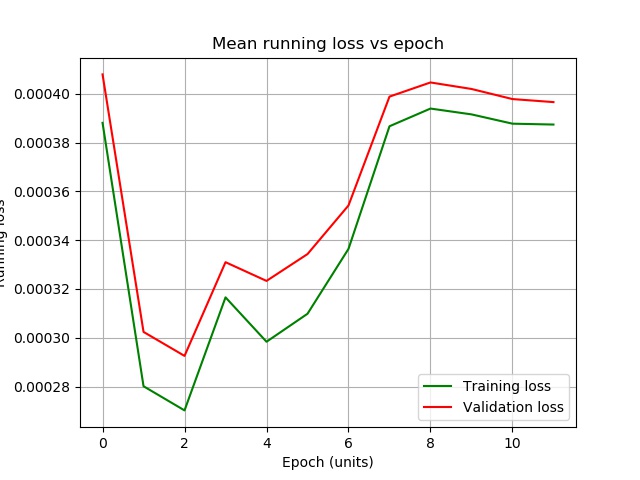 Mean running loss vs epoch
0.00040
0.00038
0.00036
0.00034
0.00032
0.00030
0.00028
Running loss
0 2 4 6 8 10
Epoch (units)
Training loss
Validation loss